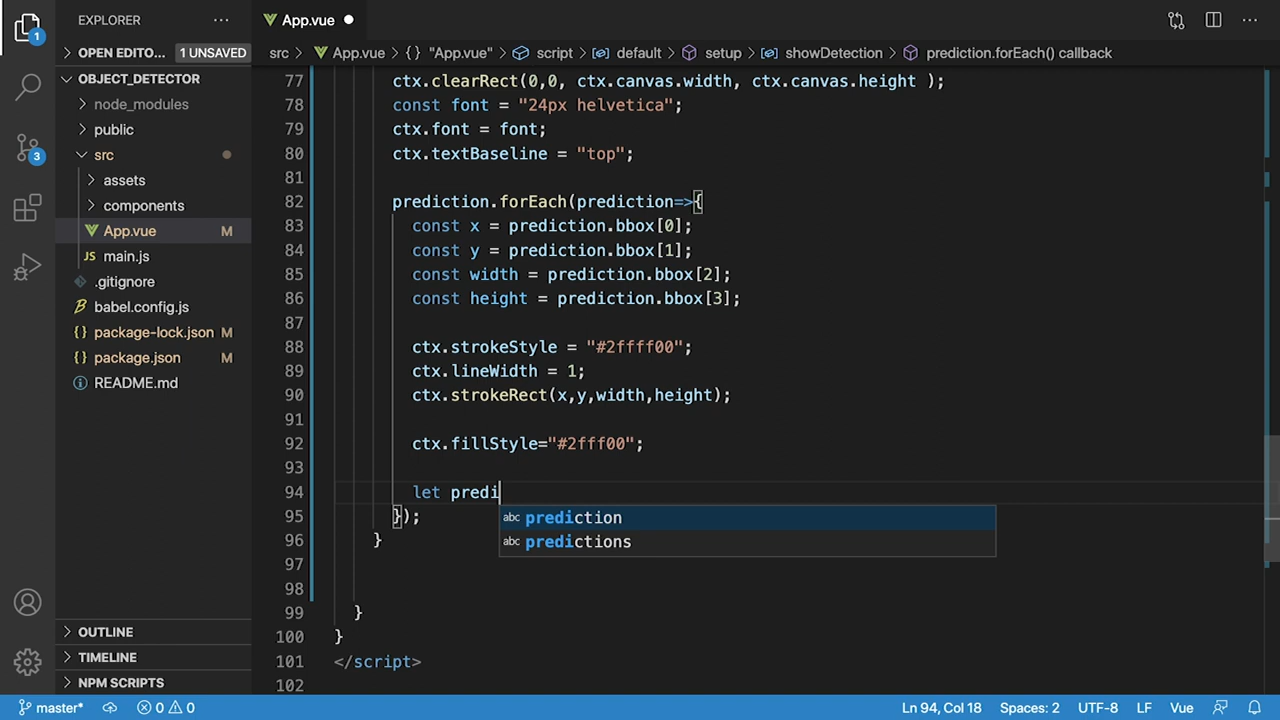 EXPLORER
App.vue
OPEN EDITO... 1 UNSAVED
src > App.vue > {} "App.vue" > script > default > setup > showDetection > prediction.forEach() callback
OBJECT_DETECTOR
node_modules
public
src
assets
components
App.vue M
main.js
.gitignore
babel.config.js
package-lock.json M
package.json M
README.md
OUTLINE
TIMELINE
NPM SCRIPTS
1
3
77 ctx.clearRect(0,0, ctx.canvas.width, ctx.canvas.height );
78 const font = "24px helvetica";
79 ctx.font = font;
80 ctx.textBaseline = "top";
81
82 prediction.forEach(prediction=>{
83 const x = prediction.bbox[0];
84 const y = prediction.bbox[1];
85 const width = prediction.bbox[2];
86 const height = prediction.bbox[3];
87
88 ctx.strokeStyle = "#2ffff00";
89 ctx.lineWidth = 1;
90 ctx.strokeRect(x,y,width,height);
91
92 ctx.fillStyle="#2fff00";
93
94 let predi
abc prediction
abc predictions
95 });
96 }
97
98
99 }
100 }
101 </script>
102
master* 0 0 Ln 94, Col 18 Spaces: 2 UTF-8 LF Vue